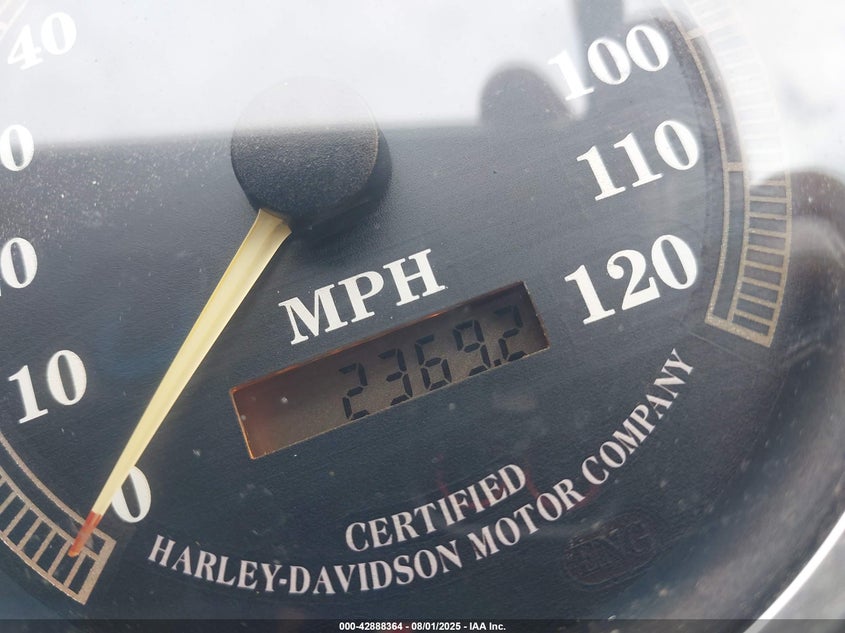 40
100
110
120
MPH
2369.2
10
0
CERTIFIED
HARLEY-DAVIDSON MOTOR COMPANY
000-42888364 - 08/01/2025 - IAA Inc.